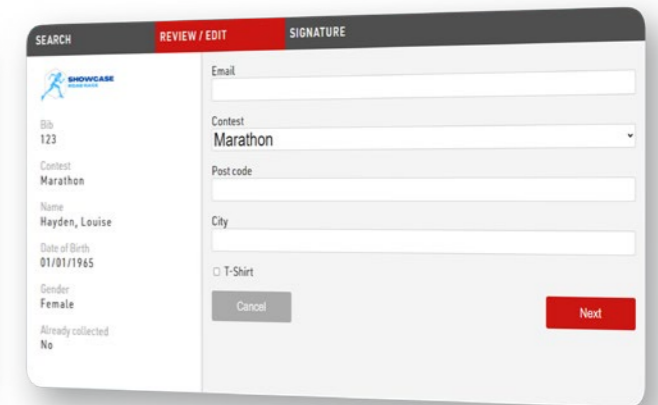 SEARCH
REVIEW / EDIT
SIGNATURE
SHOWCASE
Bib
123
Contest
Marathon
Name
Hayden, Louise
Date of Birth
01/01/1965
Gender
Female
Already collected
No
Email
Contest
Marathon
Post code
City
T-Shirt
Cancel
Next